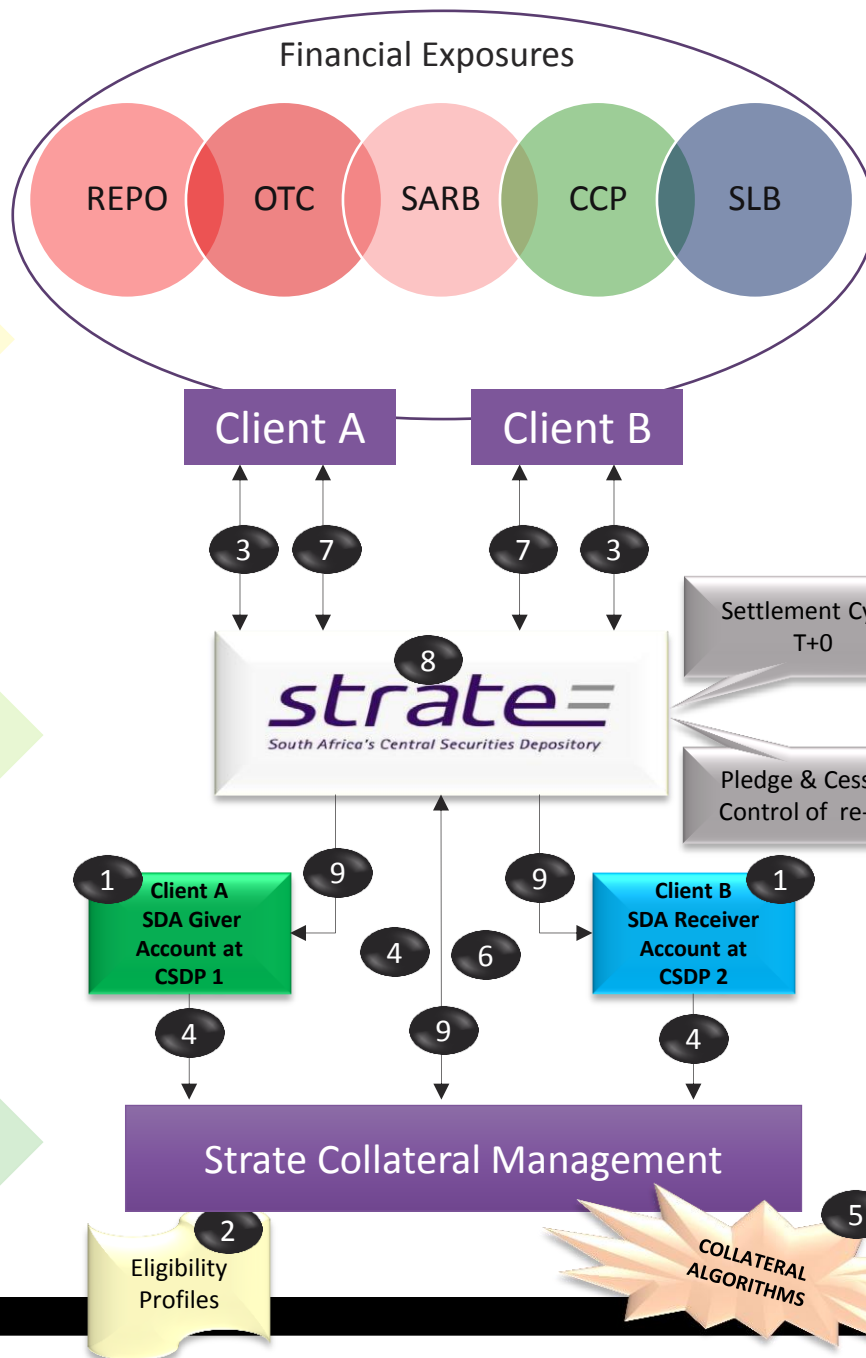 Financial Exposures
REPO
OTC
SARB
CCP
SLB
Client A
Client B
3
7
7
3
Settlement Cy
T+0
8
strate
South Africa's Central Securities Depository
Pledge & Cess
Control of re-
1
Client A
SDA Giver
Account at
CSDP 1
9
9
1
Client B
SDA Receiver
Account at
CSDP 2
4
6
4
9
4
Strate Collateral Management
2
Eligibility
Profiles
5
COLLATERAL
ALGORITHMS